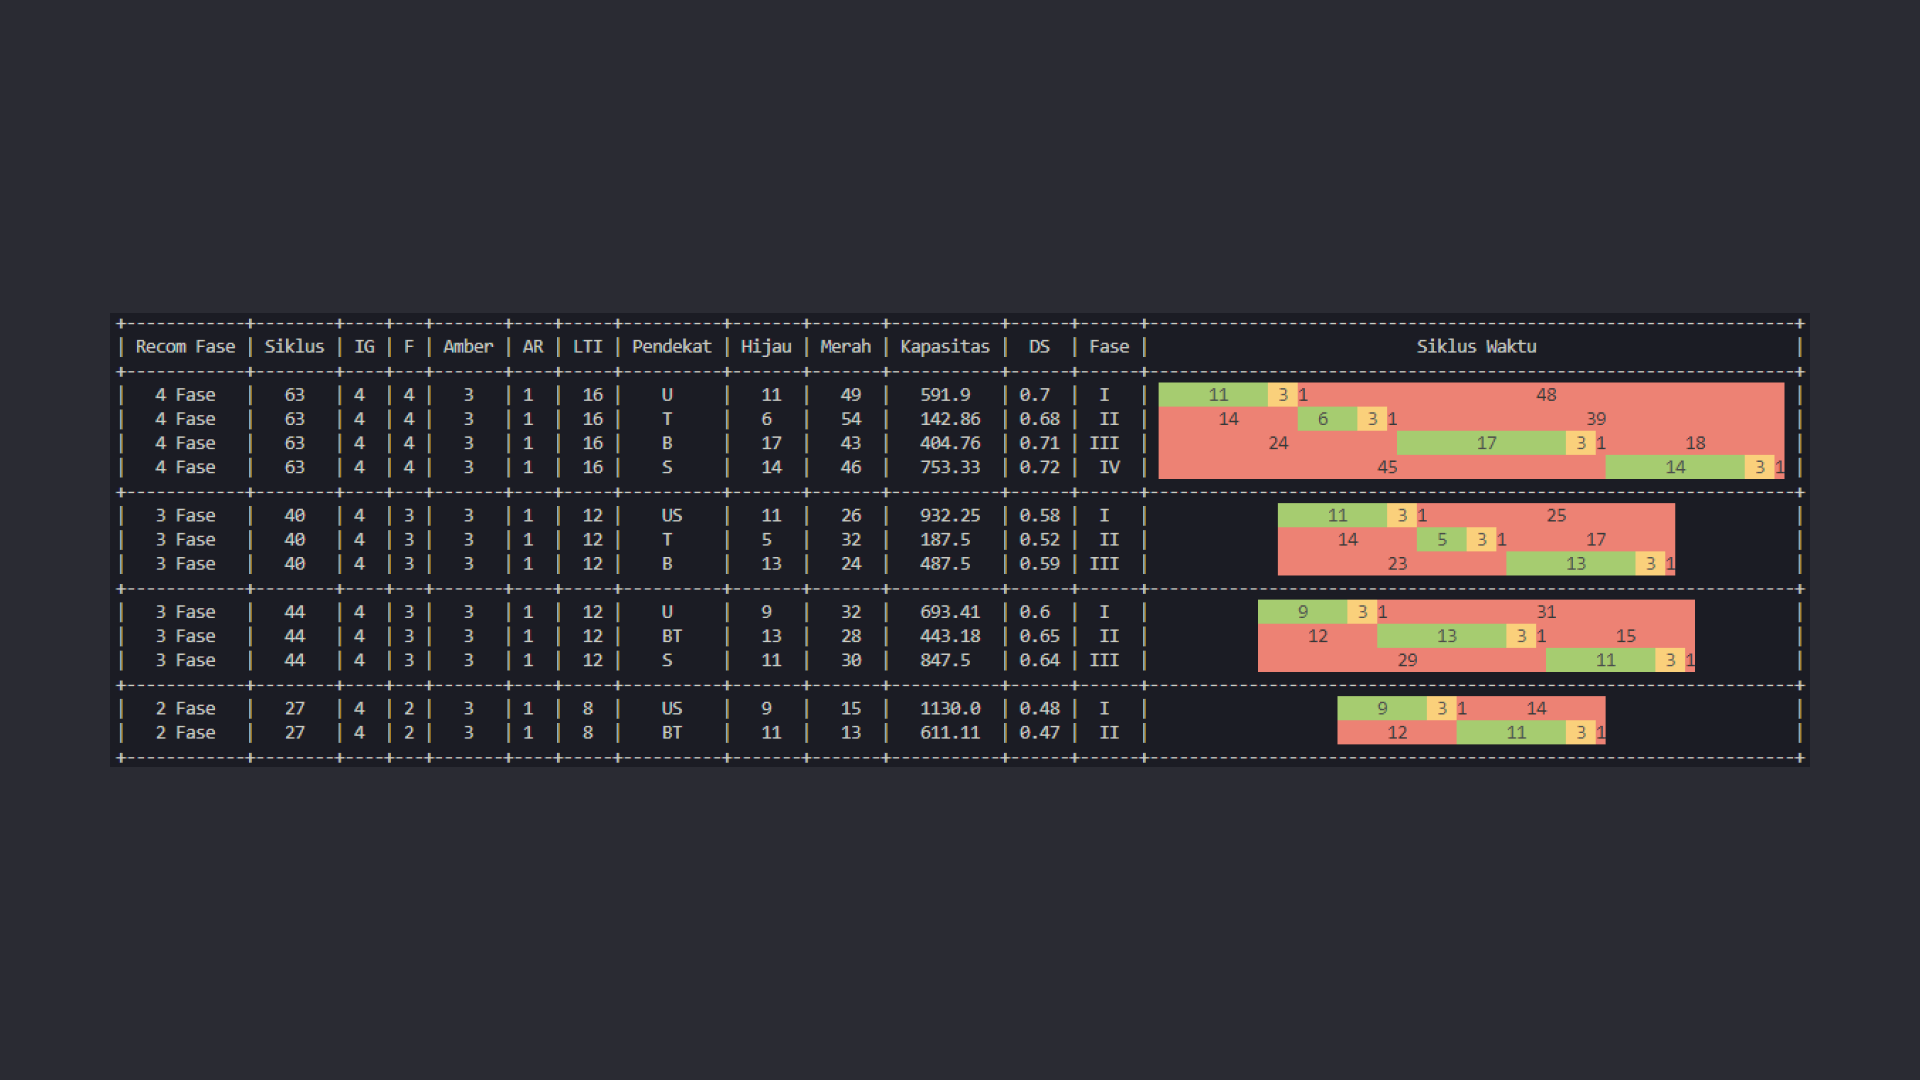 +------------+--------+----+---+-------+----+-----+-----------+-------+-------+-----------+------+------+-----------------------------------------------------------------+
| Recom Fase | Siklus | IG | F | Amber | AR | LTI | Pendekat | Hijau | Merah | Kapasitas | DS | Fase | Siklus Waktu |
+------------+--------+----+---+-------+----+-----+-----------+-------+-------+-----------+------+------+-----------------------------------------------------------------+
| 4 Fase | 63 | 4 | 4 | 3 | 1 | 16 | U | 11 | 49 | 591.9 | 0.7 | I | 11 3 1 48 |
| 4 Fase | 63 | 4 | 4 | 3 | 1 | 16 | T | 6 | 54 | 142.86 | 0.68 | II | 14 6 3 1 39 |
| 4 Fase | 63 | 4 | 4 | 3 | 1 | 16 | B | 17 | 43 | 404.76 | 0.71 | III | 24 17 3 1 18 |
| 4 Fase | 63 | 4 | 4 | 3 | 1 | 16 | S | 14 | 46 | 753.33 | 0.72 | IV | 45 14 3 1 |
+------------+--------+----+---+-------+----+-----+-----------+-------+-------+-----------+------+------+-----------------------------------------------------------------+
| 3 Fase | 40 | 4 | 3 | 3 | 1 | 12 | US | 11 | 26 | 932.25 | 0.58 | I | 11 3 1 25 |
| 3 Fase | 40 | 4 | 3 | 3 | 1 | 12 | T | 5 | 32 | 187.5 | 0.52 | II | 14 5 3 1 17 |
| 3 Fase | 40 | 4 | 3 | 3 | 1 | 12 | B | 13 | 24 | 487.5 | 0.59 | III | 23 13 3 1 |
+------------+--------+----+---+-------+----+-----+-----------+-------+-------+-----------+------+------+-----------------------------------------------------------------+
| 3 Fase | 44 | 4 | 3 | 3 | 1 | 12 | U | 9 | 32 | 693.41 | 0.6 | I | 9 3 1 31 |
| 3 Fase | 44 | 4 | 3 | 3 | 1 | 12 | BT | 13 | 28 | 443.18 | 0.65 | II | 12 13 3 1 15 |
| 3 Fase | 44 | 4 | 3 | 3 | 1 | 12 | S | 11 | 30 | 847.5 | 0.64 | III | 29 11 3 1 |
+------------+--------+----+---+-------+----+-----+-----------+-------+-------+-----------+------+------+-----------------------------------------------------------------+
| 2 Fase | 27 | 4 | 2 | 3 | 1 | 8 | US | 9 | 15 | 1130.0 | 0.48 | I | 9 3 1 14 |
| 2 Fase | 27 | 4 | 2 | 3 | 1 | 8 | BT | 11 | 13 | 611.11 | 0.47 | II | 12 11 3 1 |
+------------+--------+----+---+-------+----+-----+-----------+-------+-------+-----------+------+------+-----------------------------------------------------------------+